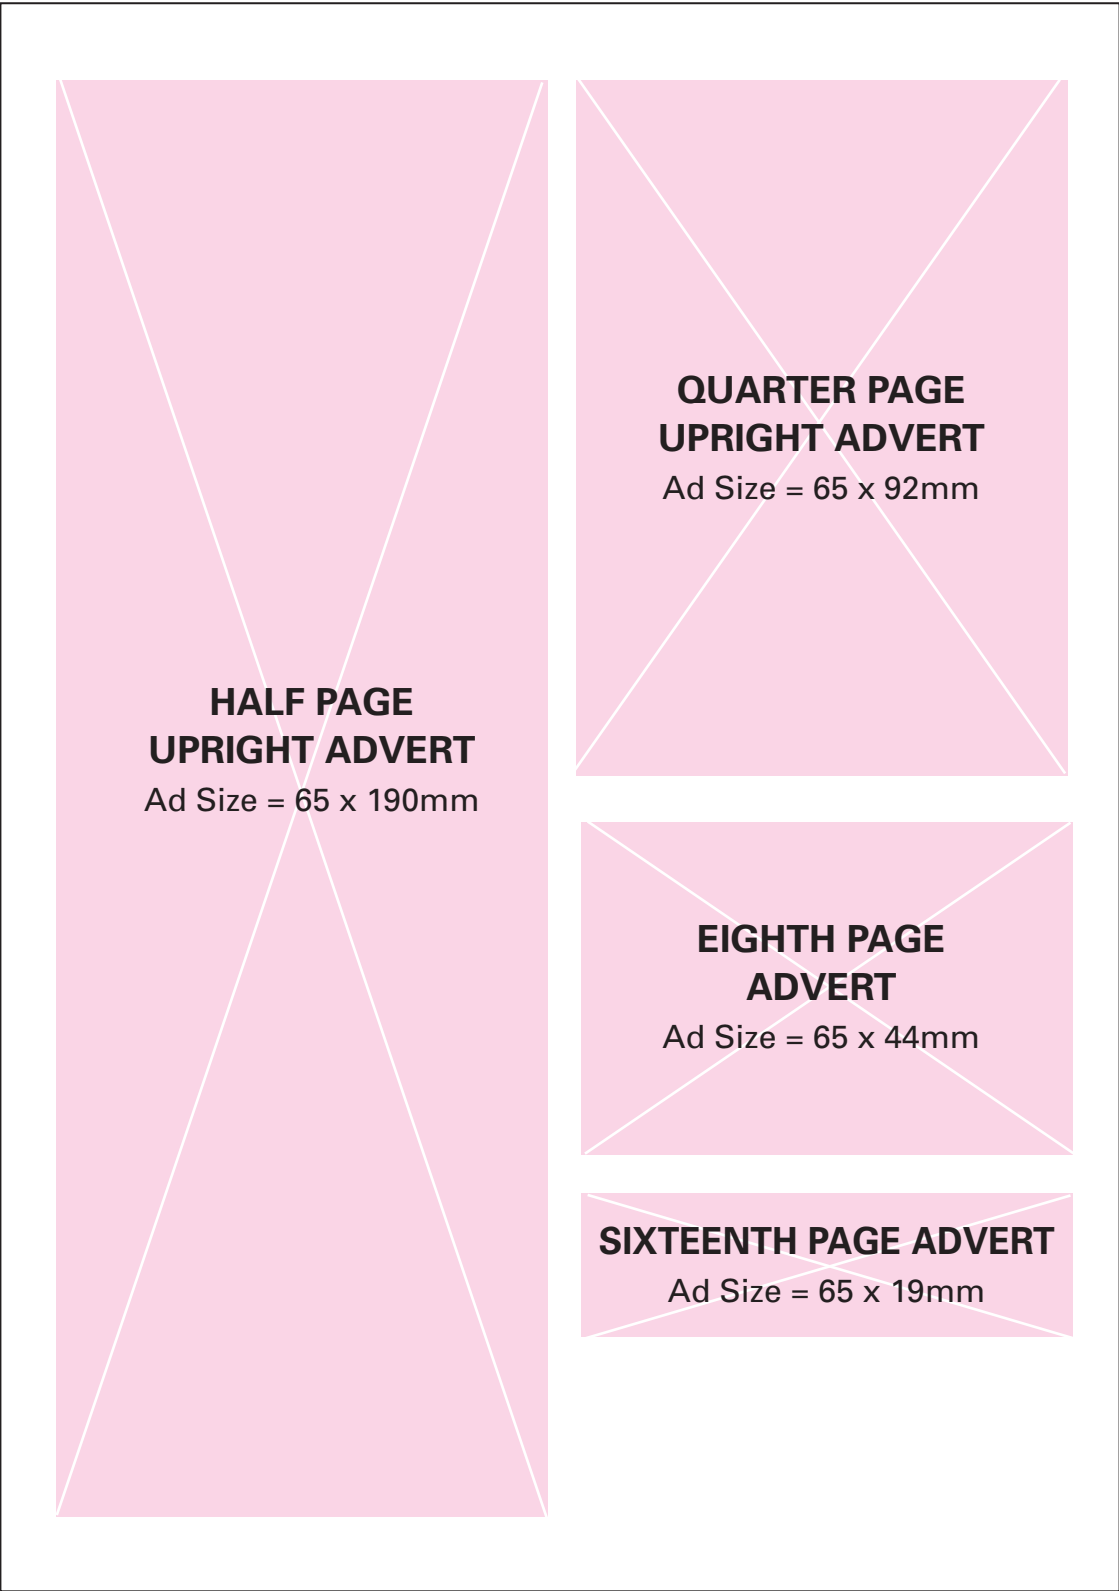 HALF PAGE
UPRIGHT ADVERT
Ad Size = 65 x 190mm
QUARTER PAGE
UPRIGHT ADVERT
Ad Size = 65 x 92mm
EIGHTH PAGE
ADVERT
Ad Size = 65 x 44mm
SIXTEENTH PAGE ADVERT
Ad Size = 65 x 19mm